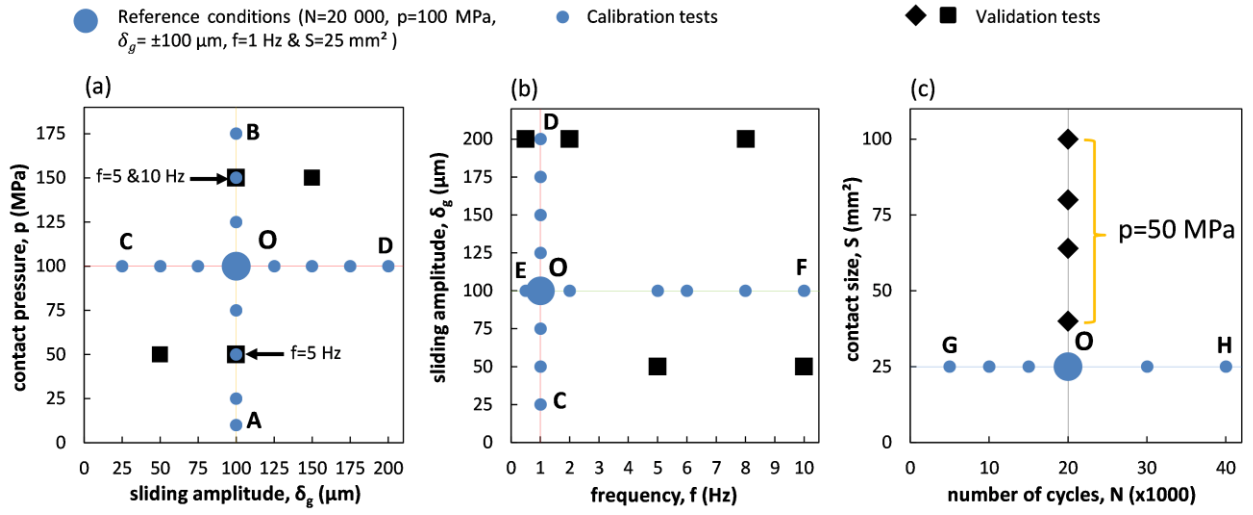 Reference conditions (N=20 000, p=100 MPa,
δg= ±100 µm, f=1 Hz & S=25 mm² )
Calibration tests
Validation tests
(a)
contact pressure, p (MPa)
175
150
125
100
75
50
25
0
B
f=5 &10 Hz
C
O
D
f=5 Hz
A
0 25 50 75 100 125 150 175 200
sliding amplitude, δg (µm)
(b)
sliding amplitude, δg (µm)
200
175
150
125
100
75
50
25
0
D
E
O
F
C
0 1 2 3 4 5 6 7 8 9 10
frequency, f (Hz)
(c)
contact size, S (mm²)
100
75
50
25
0
p=50 MPa
G
O
H
0 10 20 30 40
number of cycles, N (x1000)